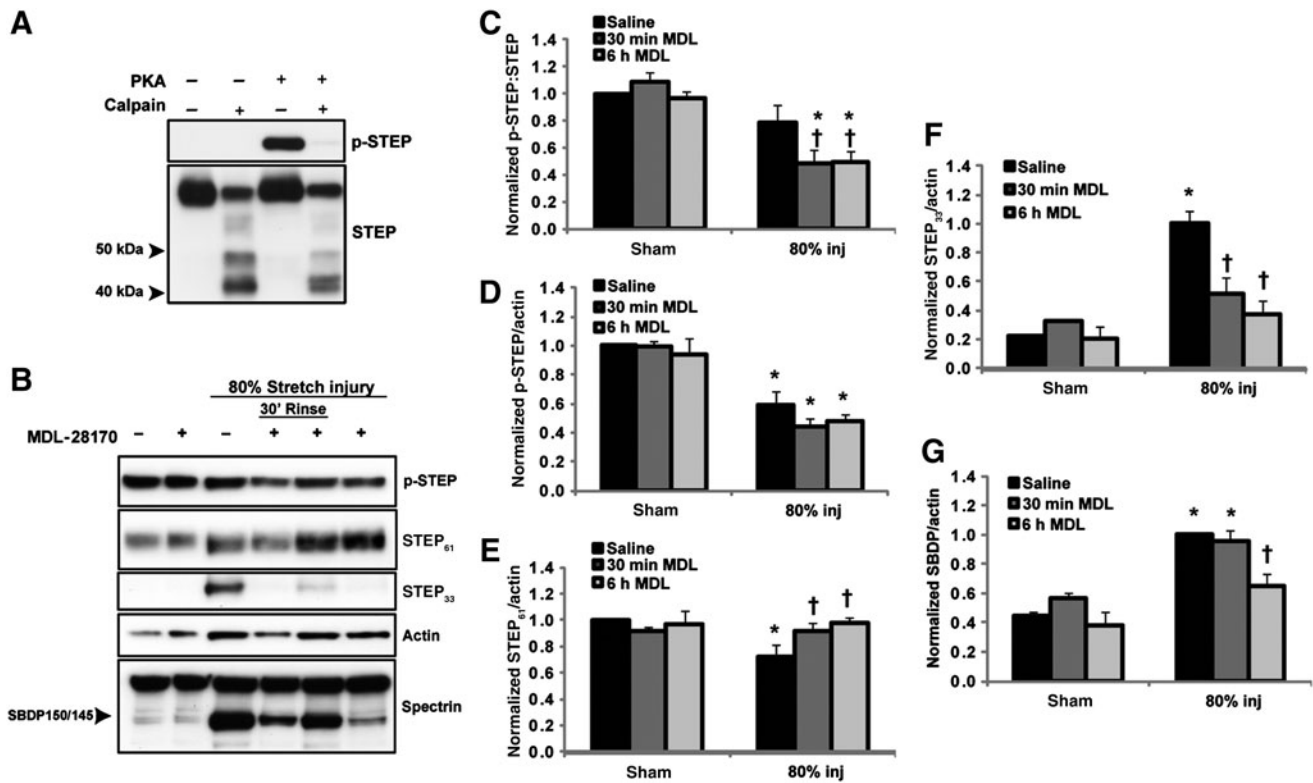 A
PKA – – + +
Calpain – + – +
p-STEP
STEP
50 kDa
40 kDa
B
80% Stretch injury
30' Rinse
MDL-28170 – + – + + +
p-STEP
STEP61
STEP33
Actin
Spectrin
SBDP150/145
C
Saline
30 min MDL
6 h MDL
Normalized p-STEP:STEP
1.4
1.2
1.0
0.8
0.6
0.4
0.2
0.0
* *
† †
Sham
80% inj
D
Saline
30 min MDL
6 h MDL
Normalized p-STEP/actin
1.4
1.2
1.0
0.8
0.6
0.4
0.2
0.0
* * *
Sham
80% inj
E
Saline
30 min MDL
6 h MDL
Normalized STEP61/actin
1.4
1.2
1.0
0.8
0.6
0.4
0.2
0.0
* † †
Sham
80% inj
F
Saline
30 min MDL
6 h MDL
Normalized STEP33/actin
1.4
1.2
1.0
0.8
0.6
0.4
0.2
0.0
* † †
Sham
80% inj
G
Saline
30 min MDL
6 h MDL
Normalized SBDP/actin
1.4
1.2
1.0
0.8
0.6
0.4
0.2
0.0
* * †
Sham
80% inj